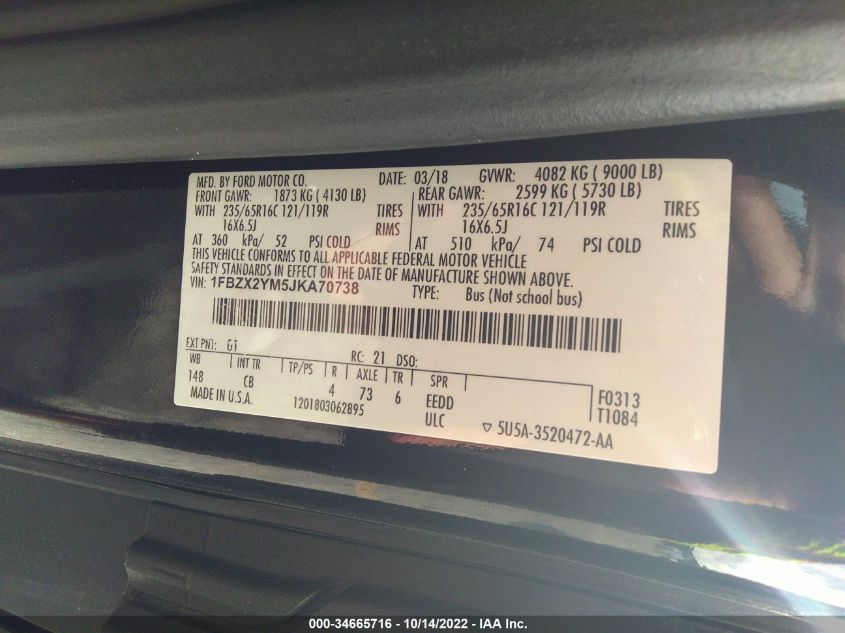 MFD. BY FORD MOTOR CO. DATE: 03/18 GVWR: 4082 KG ( 9000 LB)
FRONT GAWR: 1873 KG ( 4130 LB) REAR GAWR: 2599 KG ( 5730 LB)
WITH 235/65R16C 121/119R TIRES WITH 235/65R16C 121/119R TIRES
16X6.5J RIMS 16X6.5J RIMS
AT 360 kPa/ 52 PSI COLD AT 510 kPa/ 74 PSI COLD
THIS VEHICLE CONFORMS TO ALL APPLICABLE FEDERAL MOTOR VEHICLE
SAFETY STANDARDS IN EFFECT ON THE DATE OF MANUFACTURE SHOWN ABOVE.
VIN: 1FBZX2YM5JKA70738 TYPE: Bus (Not school bus)
EXT PNT: G1 RC: 21 DSO:
WB INT TR TP/PS R AXLE TR SPR
148 CB 4 73 6 EEDD F0313
MADE IN U.S.A. 1201803062895 ULC T1084
▽ 5U5A-3520472-AA
000-34665716 - 10/14/2022 - IAA Inc.